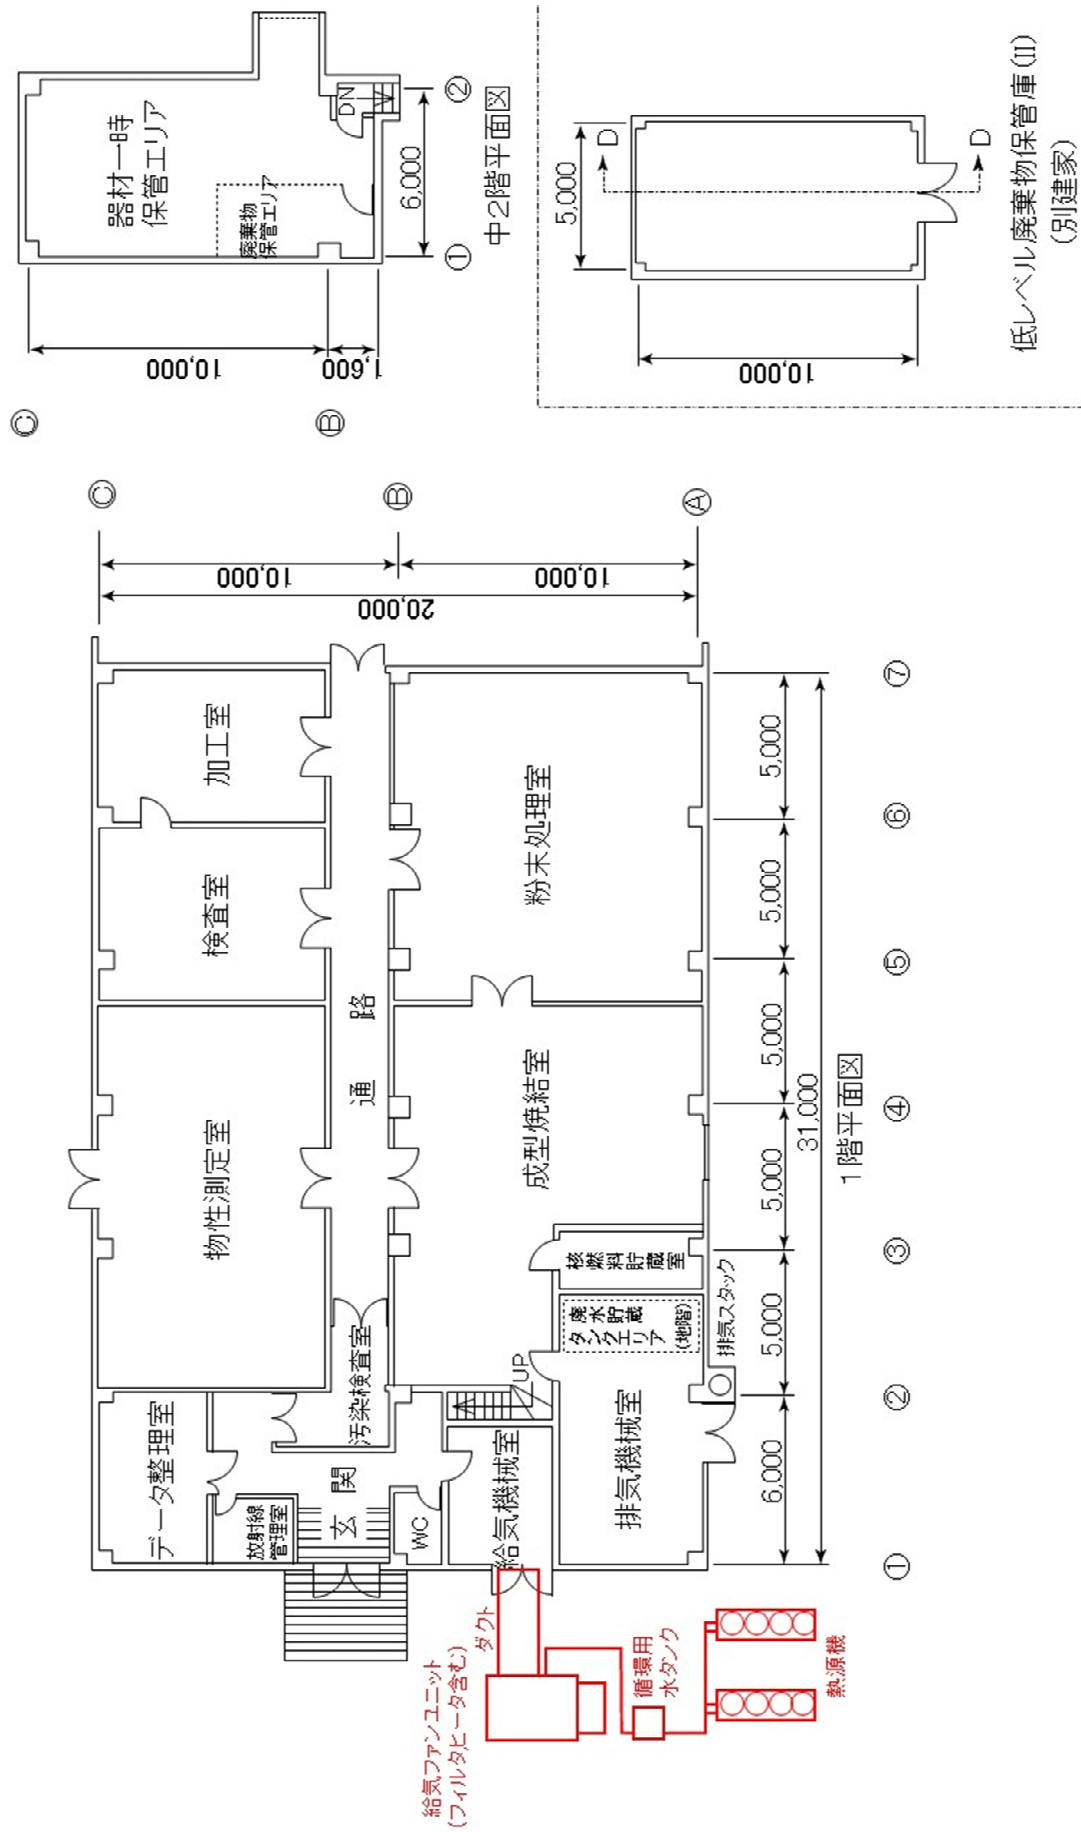 給気ファンユニット
(フィルタ、ヒータ含む)
ダクト
循環用
水タンク
熱源機
データ整理室
放射線
管理室
玄関
WC
給気機械室
排気機械室
汚染検査室
UP
廃水貯蔵
タンクエリア
(地階)
排気スタック
核燃料貯蔵室
物性測定室
通路
成型焼結室
検査室
加工室
粉末処理室
6,000
5,000
5,000
5,000
5,000
5,000
31,000
①
②
③
④
⑤
⑥
⑦
1階平面図
10,000
10,000
20,000
Ⓒ
Ⓑ
Ⓐ
器材一時
保管エリア
廃棄物
保管エリア
DN
10,000
1,600
6,000
Ⓒ
Ⓑ
①
②
中2階平面図
5,000
10,000
D
D
低レベル廃棄物保管庫(II)
(別建家)